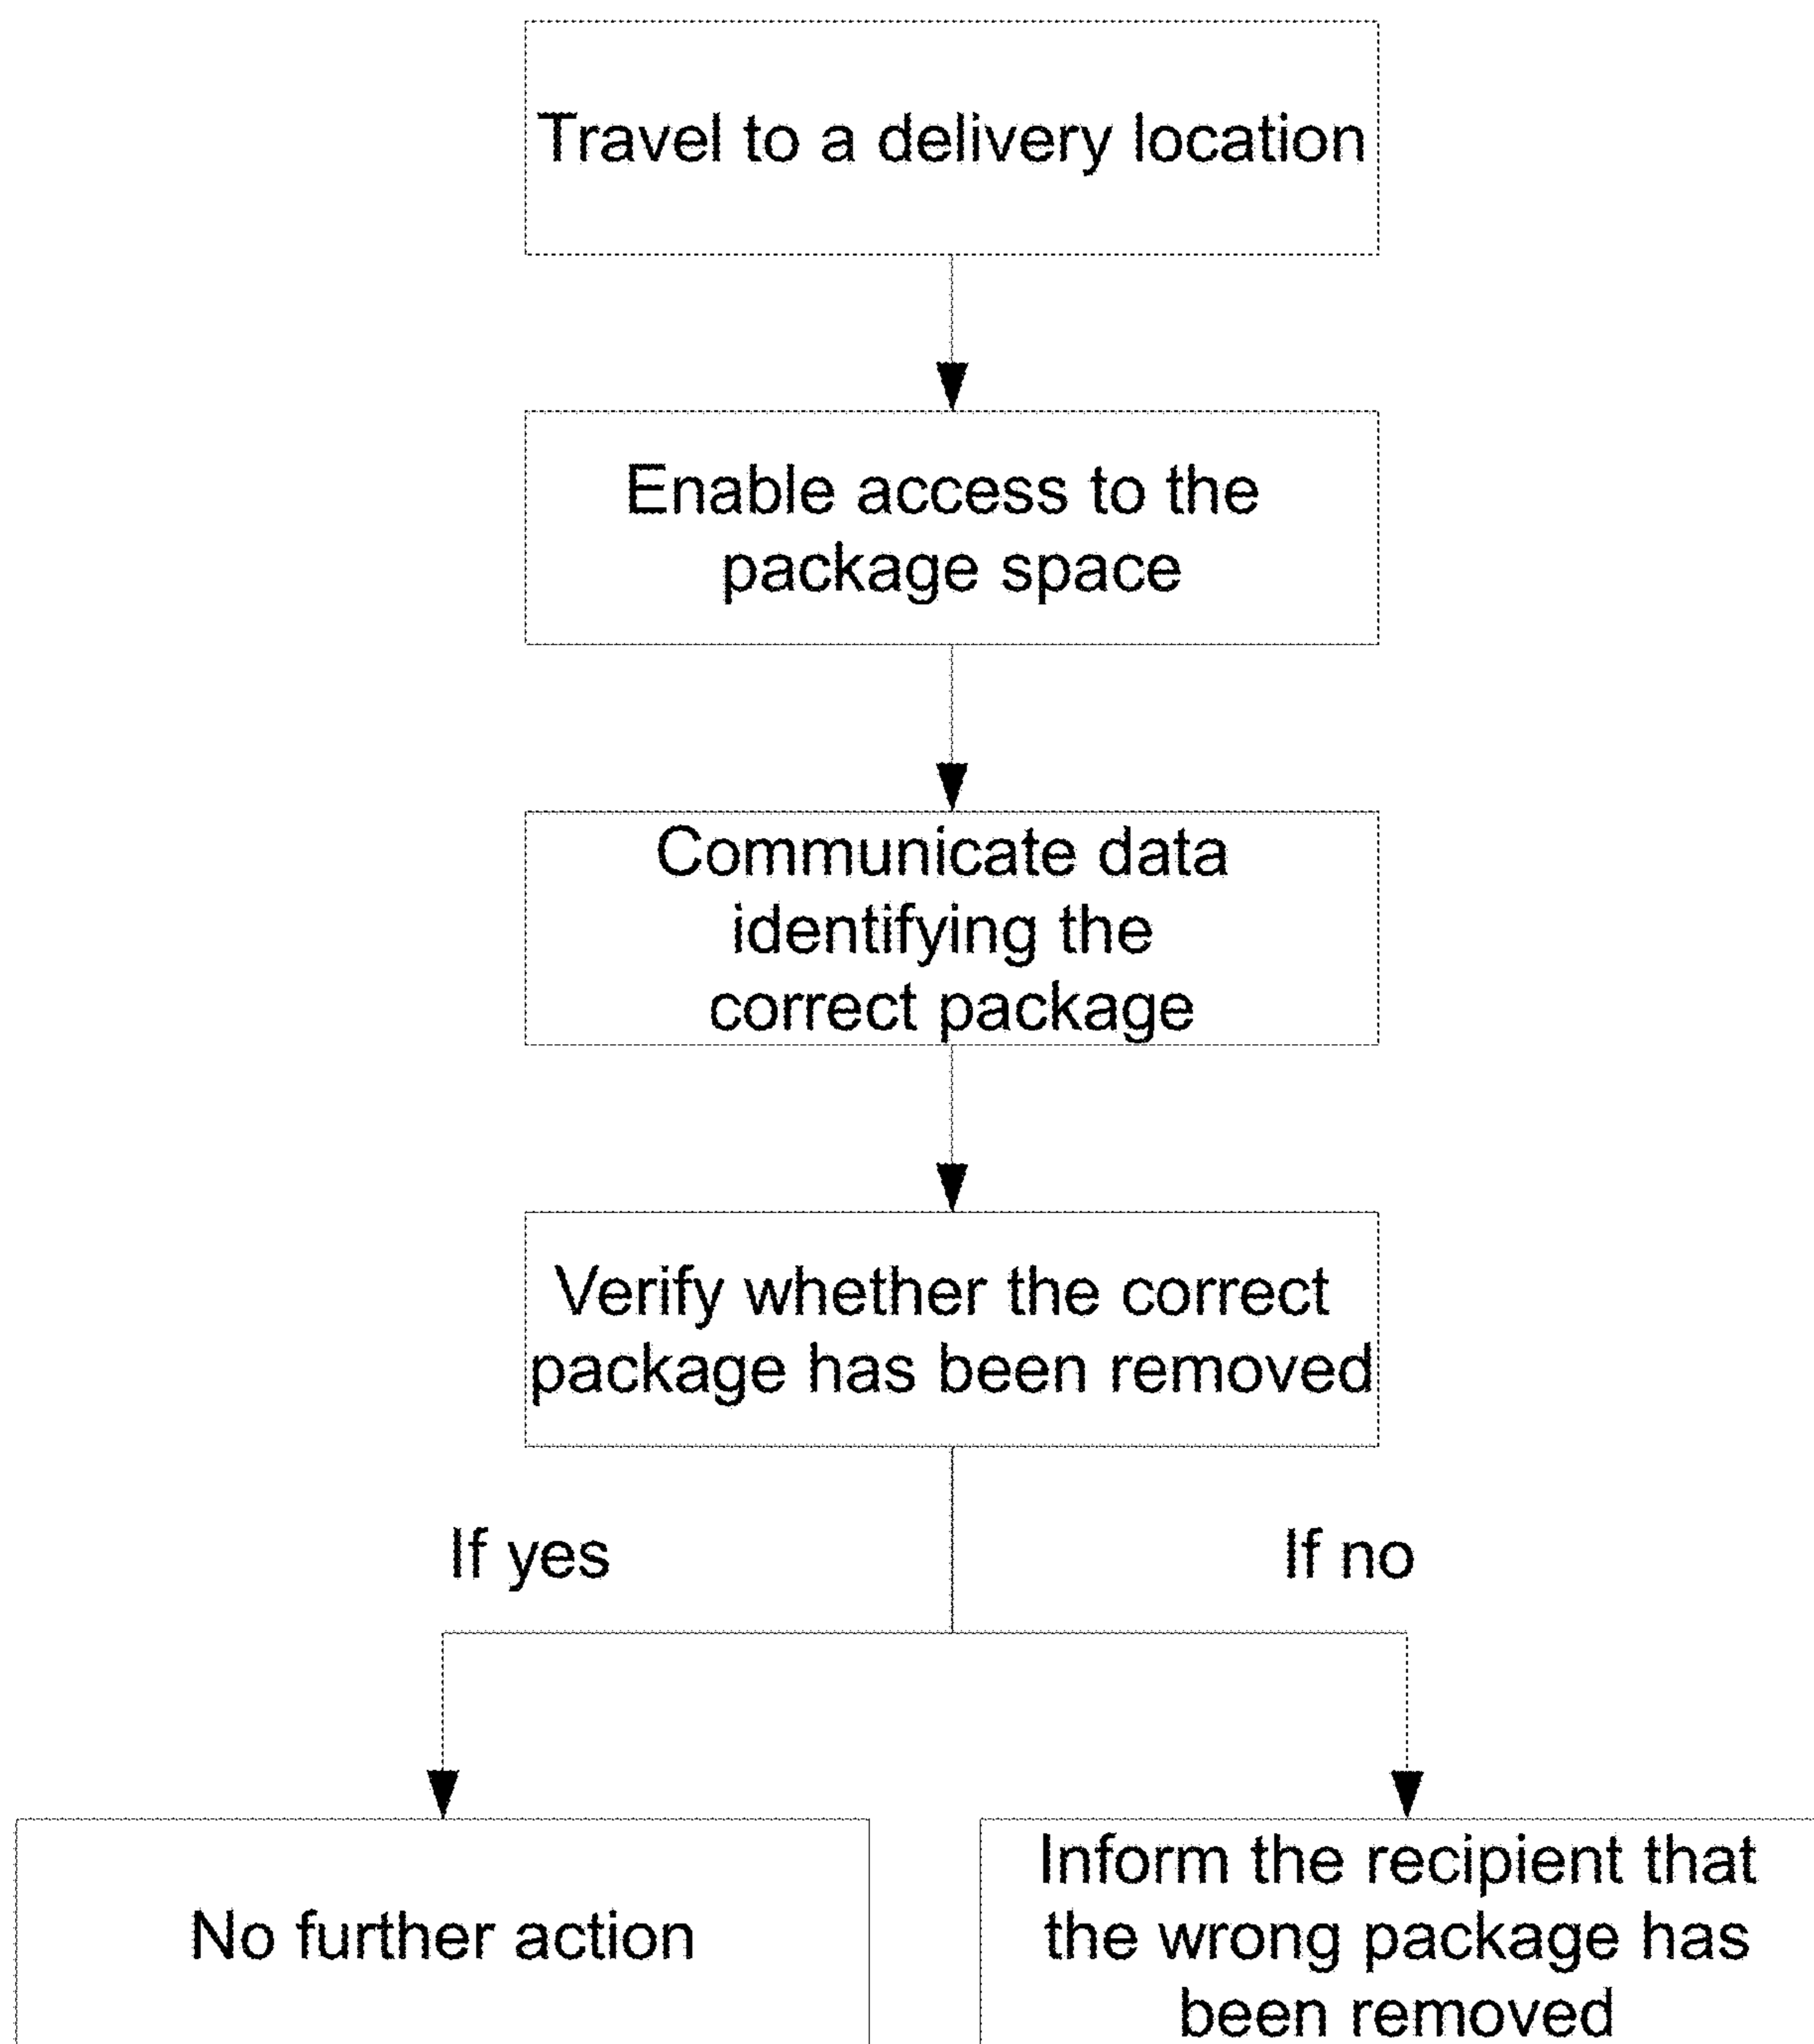 Travel to a delivery location
Enable access to the
package space
Communicate data
identifying the
correct package
Verify whether the correct
package has been removed
If yes
If no
No further action
Inform the recipient that
the wrong package has
been removed